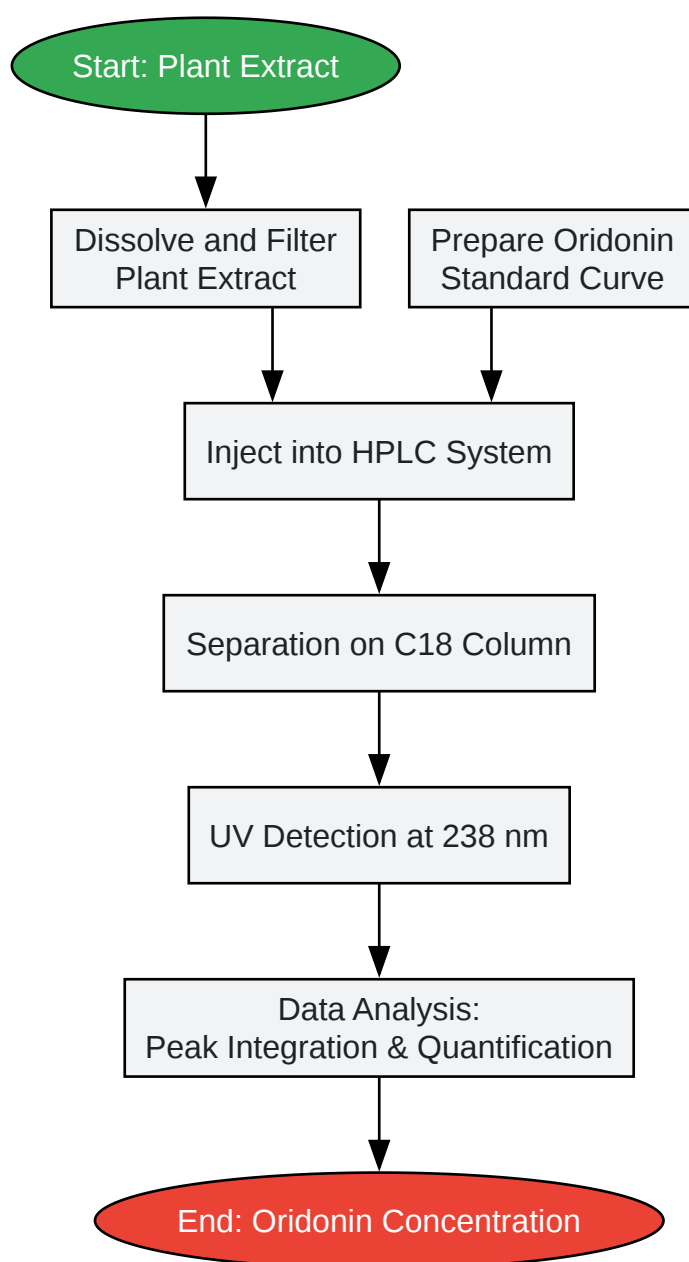 Start: Plant Extract
Dissolve and Filter
Plant Extract
Prepare Oridonin
Standard Curve
Inject into HPLC System
Separation on C18 Column
UV Detection at 238 nm
Data Analysis:
Peak Integration & Quantification
End: Oridonin Concentration